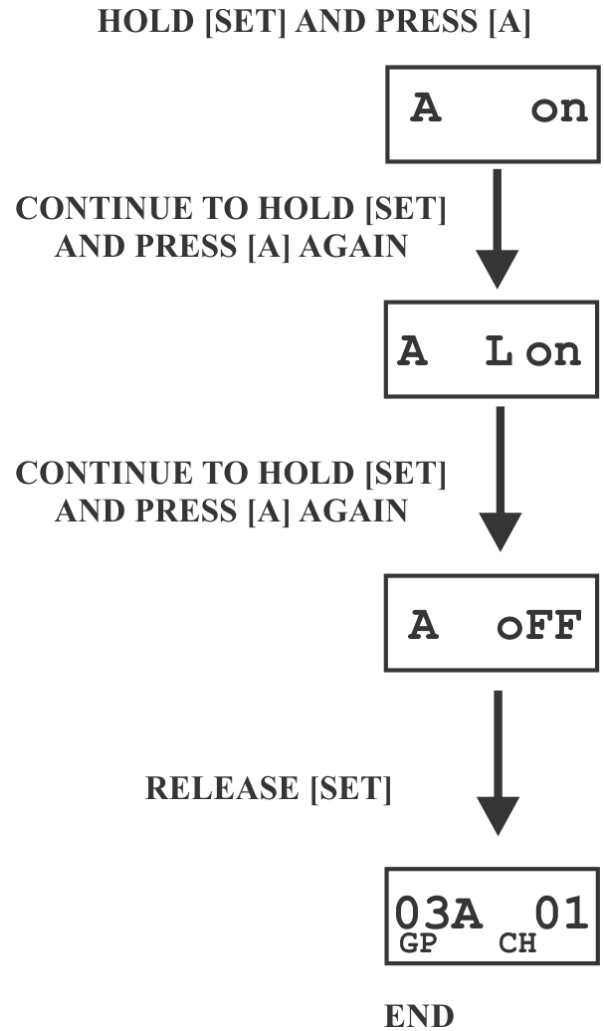 HOLD [SET] AND PRESS [A]
A on
CONTINUE TO HOLD [SET]
AND PRESS [A] AGAIN
A L on
CONTINUE TO HOLD [SET]
AND PRESS [A] AGAIN
A oFF
RELEASE [SET]
03A 01
GP CH
END